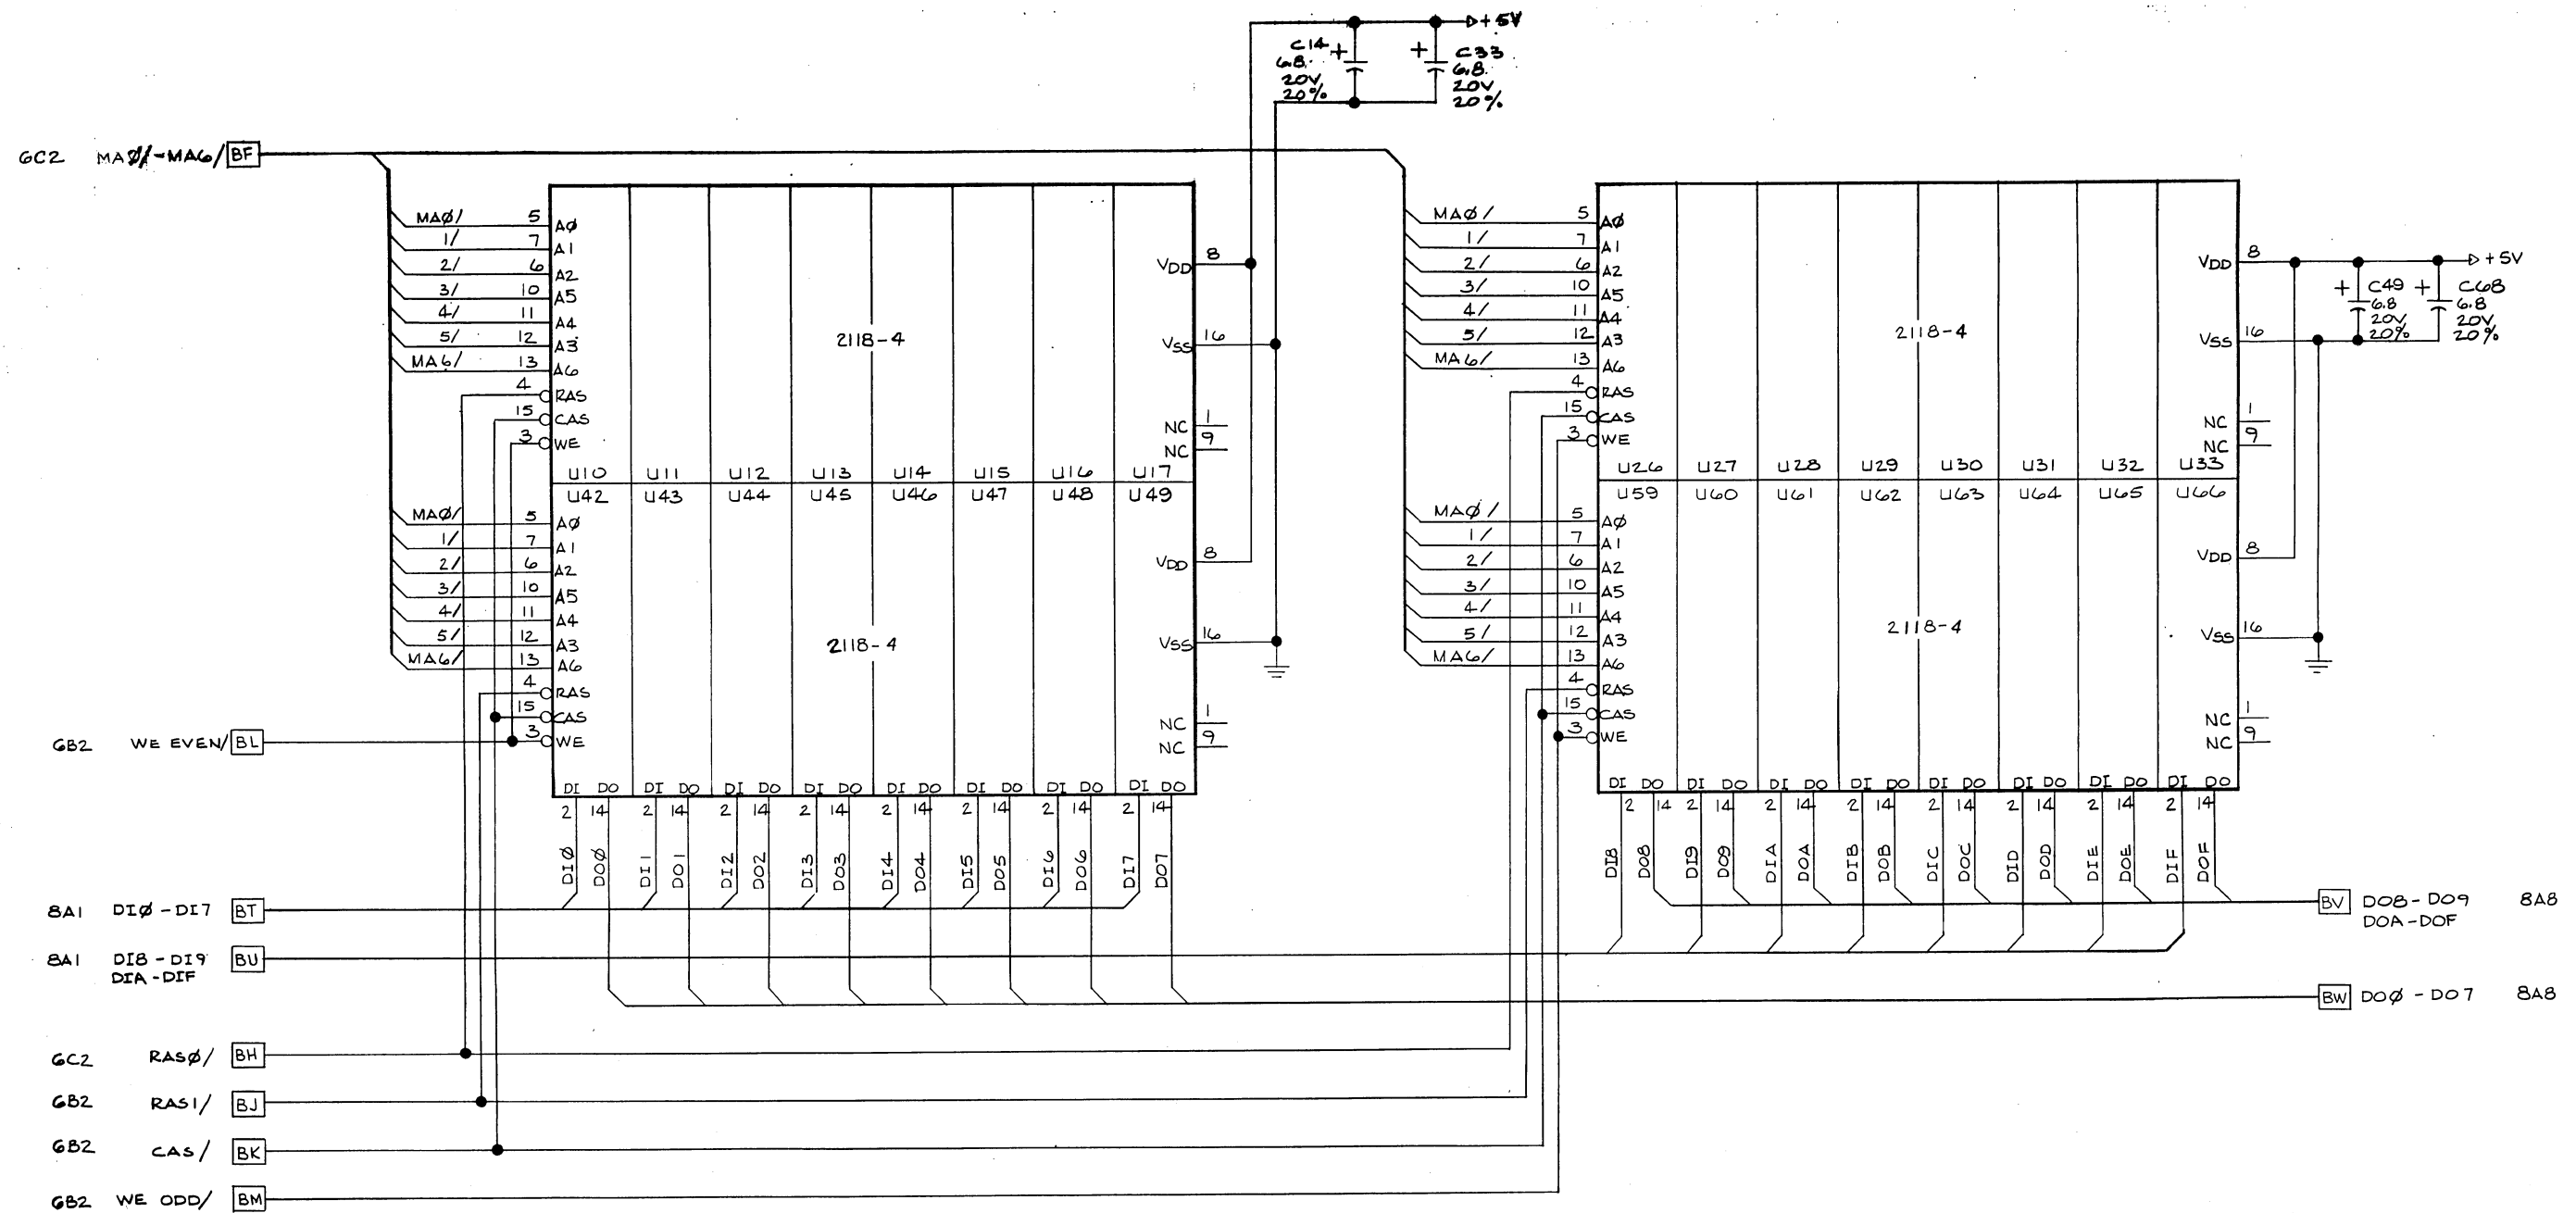 +5V
C14 + + C33
6.8 6.8
20V 20V
20% 20%
6C2 MAØ/-MA6/ BF
MAØ/ 5 AØ
1/ 7 A1
2/ 6 A2
3/ 10 A5
4/ 11 A4
5/ 12 A3
MA6/ 13 A6
4 RAS
15 CAS
3 WE
2118-4
VDD 8
VSS 16
NC 1
NC 9
U10 U11 U12 U13 U14 U15 U16 U17
U42 U43 U44 U45 U46 U47 U48 U49
MAØ/ 5 AØ
1/ 7 A1
2/ 6 A2
3/ 10 A5
4/ 11 A4
5/ 12 A3
MA6/ 13 A6
4 RAS
15 CAS
3 WE
2118-4
VDD 8
VSS 16
NC 1
NC 9
DI DO DI DO DI DO DI DO DI DO DI DO DI DO DI DO
2 14 2 14 2 14 2 14 2 14 2 14 2 14 2 14
DIØ DOØ DI1 DO1 DI2 DO2 DI3 DO3 DI4 DO4 DI5 DO5 DI6 DO6 DI7 DO7
MAØ/ 5 AØ
1/ 7 A1
2/ 6 A2
3/ 10 A5
4/ 11 A4
5/ 12 A3
MA6/ 13 A6
4 RAS
15 CAS
3 WE
2118-4
VDD 8
VSS 16
NC 1
NC 9
+5V
+ C49 + C68
6.8 6.8
20V 20V
20% 20%
U26 U27 U28 U29 U30 U31 U32 U33
U59 U60 U61 U62 U63 U64 U65 U66
MAØ/ 5 AØ
1/ 7 A1
2/ 6 A2
3/ 10 A5
4/ 11 A4
5/ 12 A3
MA6/ 13 A6
4 RAS
15 CAS
3 WE
2118-4
VDD 8
VSS 16
NC 1
NC 9
DI DO DI DO DI DO DI DO DI DO DI DO DI DO DI DO
2 14 2 14 2 14 2 14 2 14 2 14 2 14 2 14
DI8 DO8 DI9 DO9 DIA DOA DIB DOB DIC DOC DID DOD DIE DOE DIF DOF
6B2 WE EVEN/ BL
8A1 DIØ-DI7 BT
8A1 DI8-DI9 BU
DIA-DIF
BV DO8-DO9 8A8
DOA-DOF
BW DOØ-DO7 8A8
6C2 RASØ/ BH
6B2 RAS1/ BJ
6B2 CAS/ BK
6B2 WE ODD/ BM